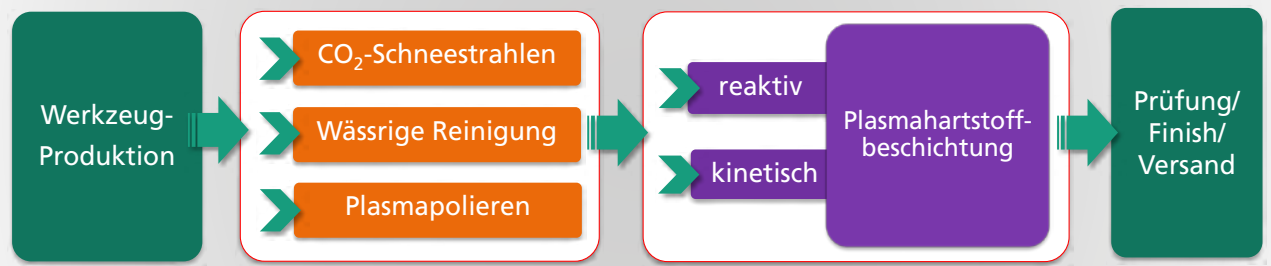 Werkzeug-
Produktion
CO₂-Schneestrahlen
Wässrige Reinigung
Plasmapolieren
reaktiv
kinetisch
Plasmahartstoff-
beschichtung
Prüfung/
Finish/
Versand